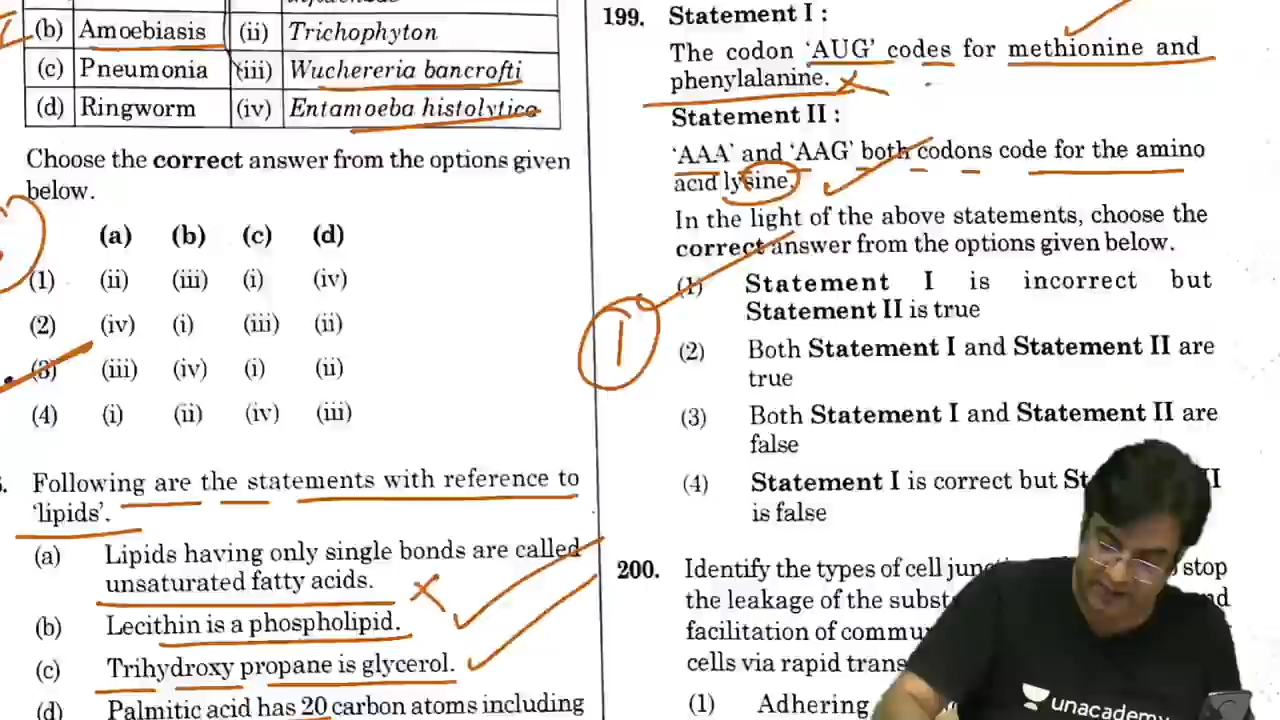 (b) Amoebiasis (ii) Trichophyton
(c) Pneumonia (iii) Wuchereria bancrofti
(d) Ringworm (iv) Entamoeba histolytica
Choose the correct answer from the options given
below.
(a) (b) (c) (d)
(1) (ii) (iii) (i) (iv)
(2) (iv) (i) (iii) (ii)
(3) (iii) (iv) (i) (ii)
(4) (i) (ii) (iv) (iii)
Following are the statements with reference to
'lipids'.
(a) Lipids having only single bonds are called
unsaturated fatty acids.
(b) Lecithin is a phospholipid.
(c) Trihydroxy propane is glycerol.
(d) Palmitic acid has 20 carbon atoms including
199. Statement I :
The codon 'AUG' codes for methionine and
phenylalanine.
Statement II :
'AAA' and 'AAG' both codons code for the amino
acid lysine.
In the light of the above statements, choose the
correct answer from the options given below.
(1) Statement I is incorrect but
Statement II is true
1
(2) Both Statement I and Statement II are
true
(3) Both Statement I and Statement II are
false
(4) Statement I is correct but II
is false
200. Identify the types of cell stop
the leakage of the
facilitation of
cells via rapid
(1) Adhering
unacademy